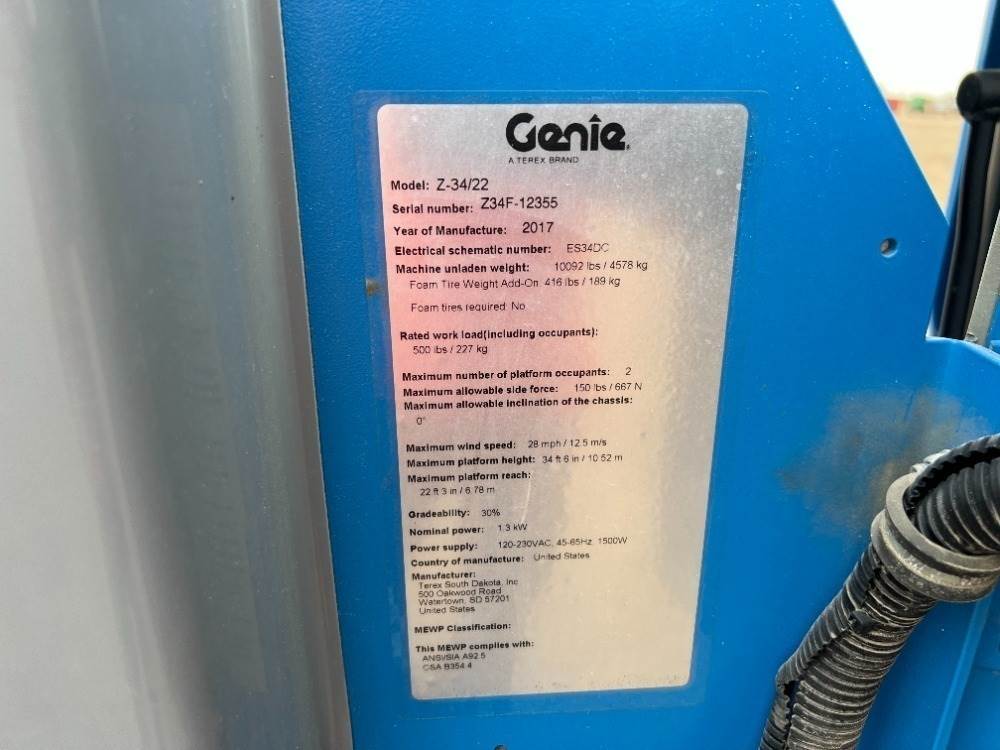 Genie
A TEREX BRAND
Model: Z-34/22
Serial number: Z34F-12355
Year of Manufacture: 2017
Electrical schematic number: ES34DC
Machine unladen weight: 10092 lbs / 4578 kg
Foam Tire Weight Add-On 416 lbs / 189 kg
Foam tires required No
Rated work load(including occupants):
500 lbs / 227 kg
Maximum number of platform occupants: 2
Maximum allowable side force: 150 lbs / 667 N
Maximum allowable inclination of the chassis:
0°
Maximum wind speed: 28 mph / 12.5 m/s
Maximum platform height: 34 ft 6 in / 10.52 m
Maximum platform reach:
22 ft 3 in / 6.78 m
Gradeability: 30%
Nominal power: 1.3 kW
Power supply: 120-230VAC, 45-65Hz, 1500W
Country of manufacture: United States
Manufacturer:
Terex South Dakota, Inc
500 Oakwood Road
Watertown, SD 57201
United States
MEWP Classification:
This MEWP complies with:
ANSI/SIA A92.5
CSA B354.4